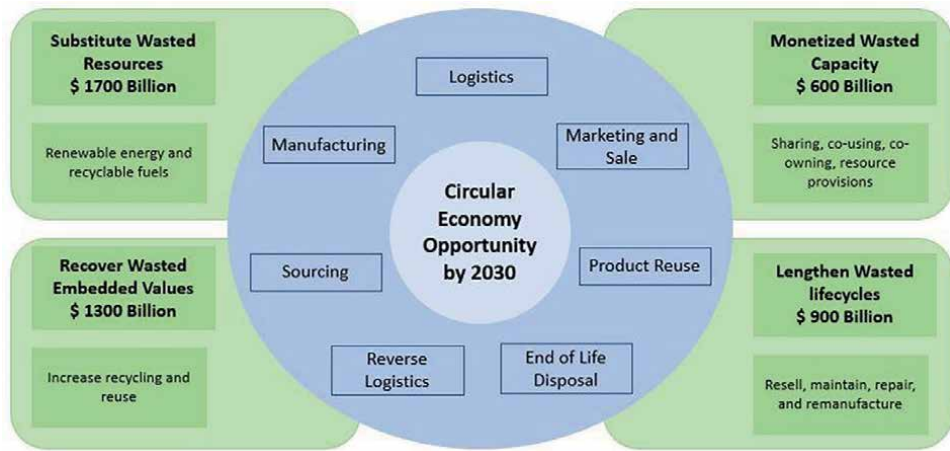 Substitute Wasted
Resources
$ 1700 Billion
Renewable energy and
recyclable fuels
Recover Wasted
Embedded Values
$ 1300 Billion
Increase recycling and
reuse
Logistics
Manufacturing
Marketing and
Sale
Circular
Economy
Opportunity
by 2030
Sourcing
Product Reuse
Reverse
Logistics
End of Life
Disposal
Monetized Wasted
Capacity
$ 600 Billion
Sharing, co-using, co-
owning, resource
provisions
Lengthen Wasted
lifecycles
$ 900 Billion
Resell, maintain, repair,
and remanufacture